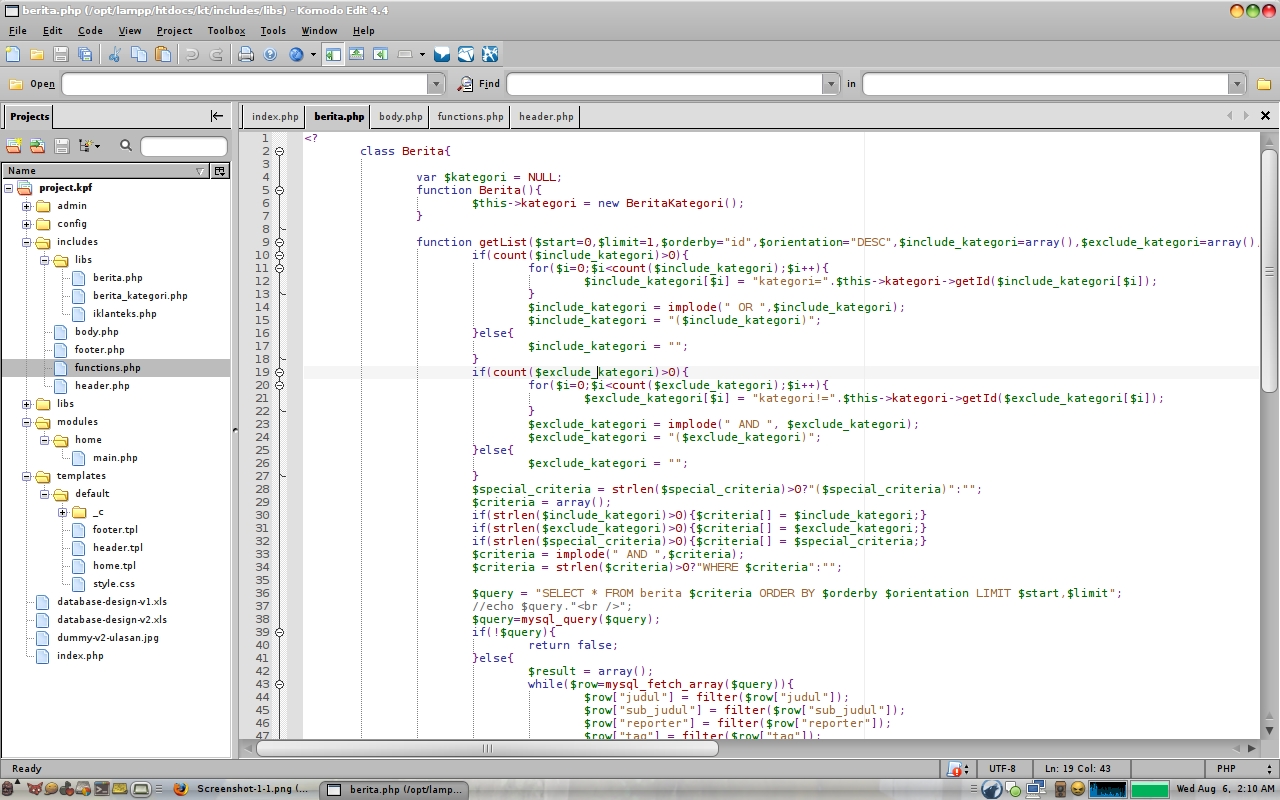 berita.php (/opt/lampp/htdocs/kt/includes/libs) - Komodo Edit 4.4
File Edit Code View Project Toolbox Tools Window Help
Open Find in
Projects
index.php berita.php body.php functions.php header.php
Name
project.kpf
admin
config
includes
libs
berita.php
berita_kategori.php
iklanteks.php
body.php
footer.php
functions.php
header.php
libs
modules
home
main.php
templates
default
_c
footer.tpl
header.tpl
home.tpl
style.css
database-design-v1.xls
database-design-v2.xls
dummy-v2-ulasan.jpg
index.php
1 <?
2 class Berita{
3
4 var $kategori = NULL;
5 function Berita(){
6 $this->kategori = new BeritaKategori();
7 }
8
9 function getList($start=0,$limit=1,$orderby="id",$orientation="DESC",$include_kategori=array(),$exclude_kategori=array(),
10 if(count($include_kategori)>0){
11 for($i=0;$i<count($include_kategori);$i++){
12 $include_kategori[$i] = "kategori=".$this->kategori->getId($include_kategori[$i]);
13 }
14 $include_kategori = implode(" OR ",$include_kategori);
15 $include_kategori = "($include_kategori)";
16 }else{
17 $include_kategori = "";
18 }
19 if(count($exclude_kategori)>0){
20 for($i=0;$i<count($exclude_kategori);$i++){
21 $exclude_kategori[$i] = "kategori!=".$this->kategori->getId($exclude_kategori[$i]);
22 }
23 $exclude_kategori = implode(" AND ", $exclude_kategori);
24 $exclude_kategori = "($exclude_kategori)";
25 }else{
26 $exclude_kategori = "";
27 }
28 $special_criteria = strlen($special_criteria)>0?"($special_criteria)":"";
29 $criteria = array();
30 if(strlen($include_kategori)>0){$criteria[] = $include_kategori;}
31 if(strlen($exclude_kategori)>0){$criteria[] = $exclude_kategori;}
32 if(strlen($special_criteria)>0){$criteria[] = $special_criteria;}
33 $criteria = implode(" AND ",$criteria);
34 $criteria = strlen($criteria)>0?"WHERE $criteria":"";
35
36 $query = "SELECT * FROM berita $criteria ORDER BY $orderby $orientation LIMIT $start,$limit";
37 //echo $query."<br />";
38 $query=mysql_query($query);
39 if(!$query){
40 return false;
41 }else{
42 $result = array();
43 while($row=mysql_fetch_array($query)){
44 $row["judul"] = filter($row["judul"]);
45 $row["sub_judul"] = filter($row["sub_judul"]);
46 $row["reporter"] = filter($row["reporter"]);
47 $row["tag"] = filter($row["tag"]);
Ready UTF-8 Ln: 19 Col: 43 PHP
Screenshot-1-1.png (... berita.php (/opt/lamp... Wed Aug 6, 2:10 AM